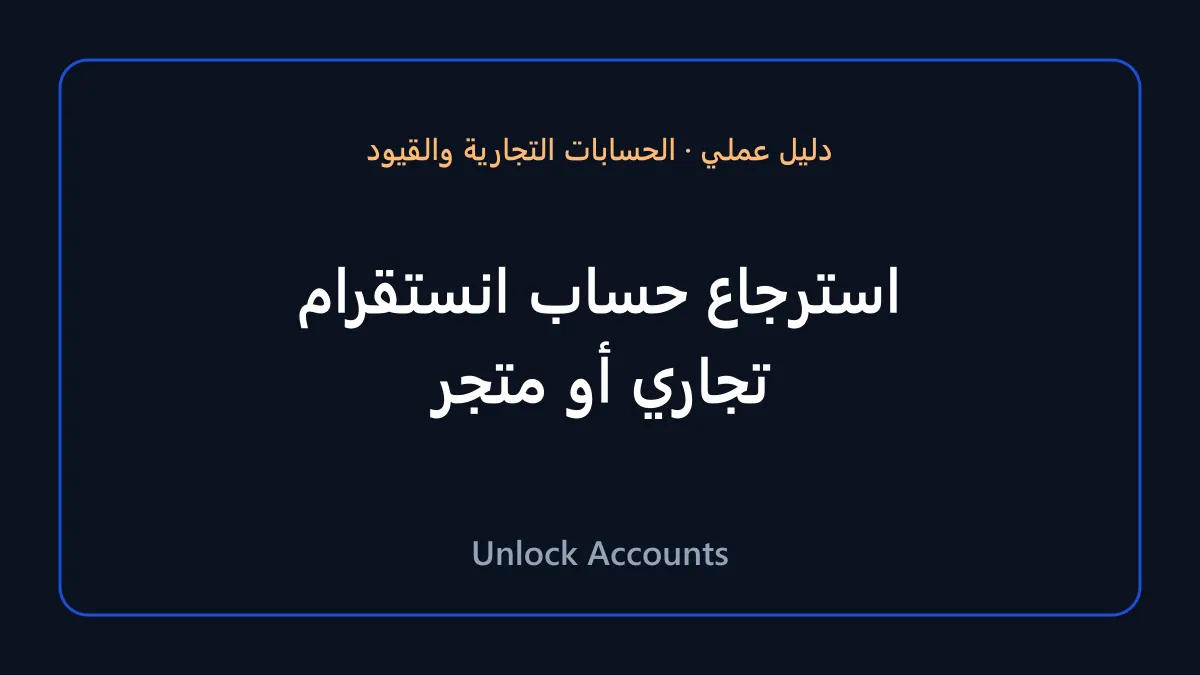 دليل عملي · الحسابات التجارية والقيود
استرجاع حساب انستقرام
تجاري أو متجر
Unlock Accounts